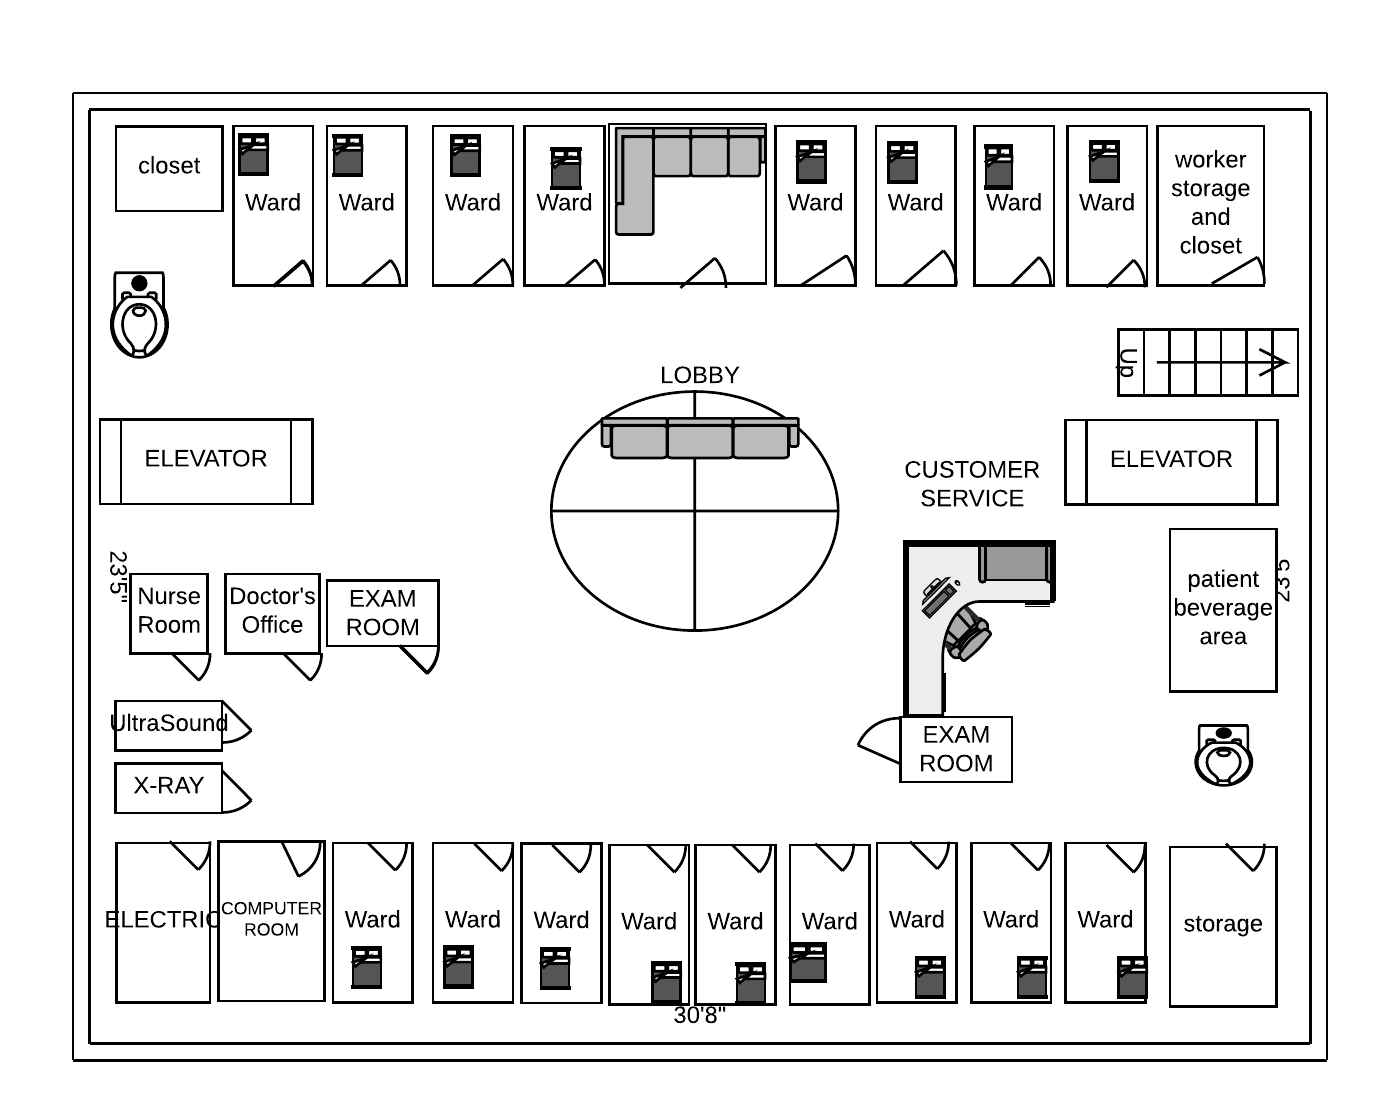 closet
Ward
Ward
Ward
Ward
Ward
Ward
Ward
Ward
worker
storage
and
closet
Up
LOBBY
ELEVATOR
CUSTOMER
SERVICE
ELEVATOR
23'5"
Nurse
Room
Doctor's
Office
EXAM
ROOM
patient
beverage
area
23'5
UltraSound
X-RAY
EXAM
ROOM
ELECTRIC
COMPUTER
ROOM
Ward
Ward
Ward
Ward
Ward
Ward
Ward
Ward
Ward
storage
30'8"